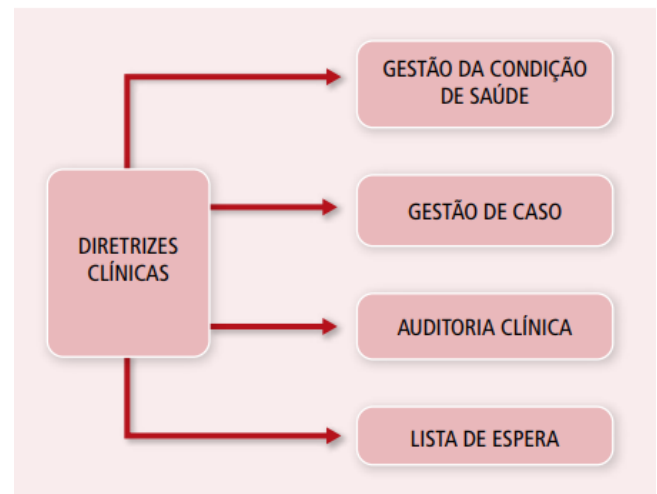 DIRETRIZES
CLÍNICAS
GESTÃO DA CONDIÇÃO
DE SAÚDE
GESTÃO DE CASO
AUDITORIA CLÍNICA
LISTA DE ESPERA